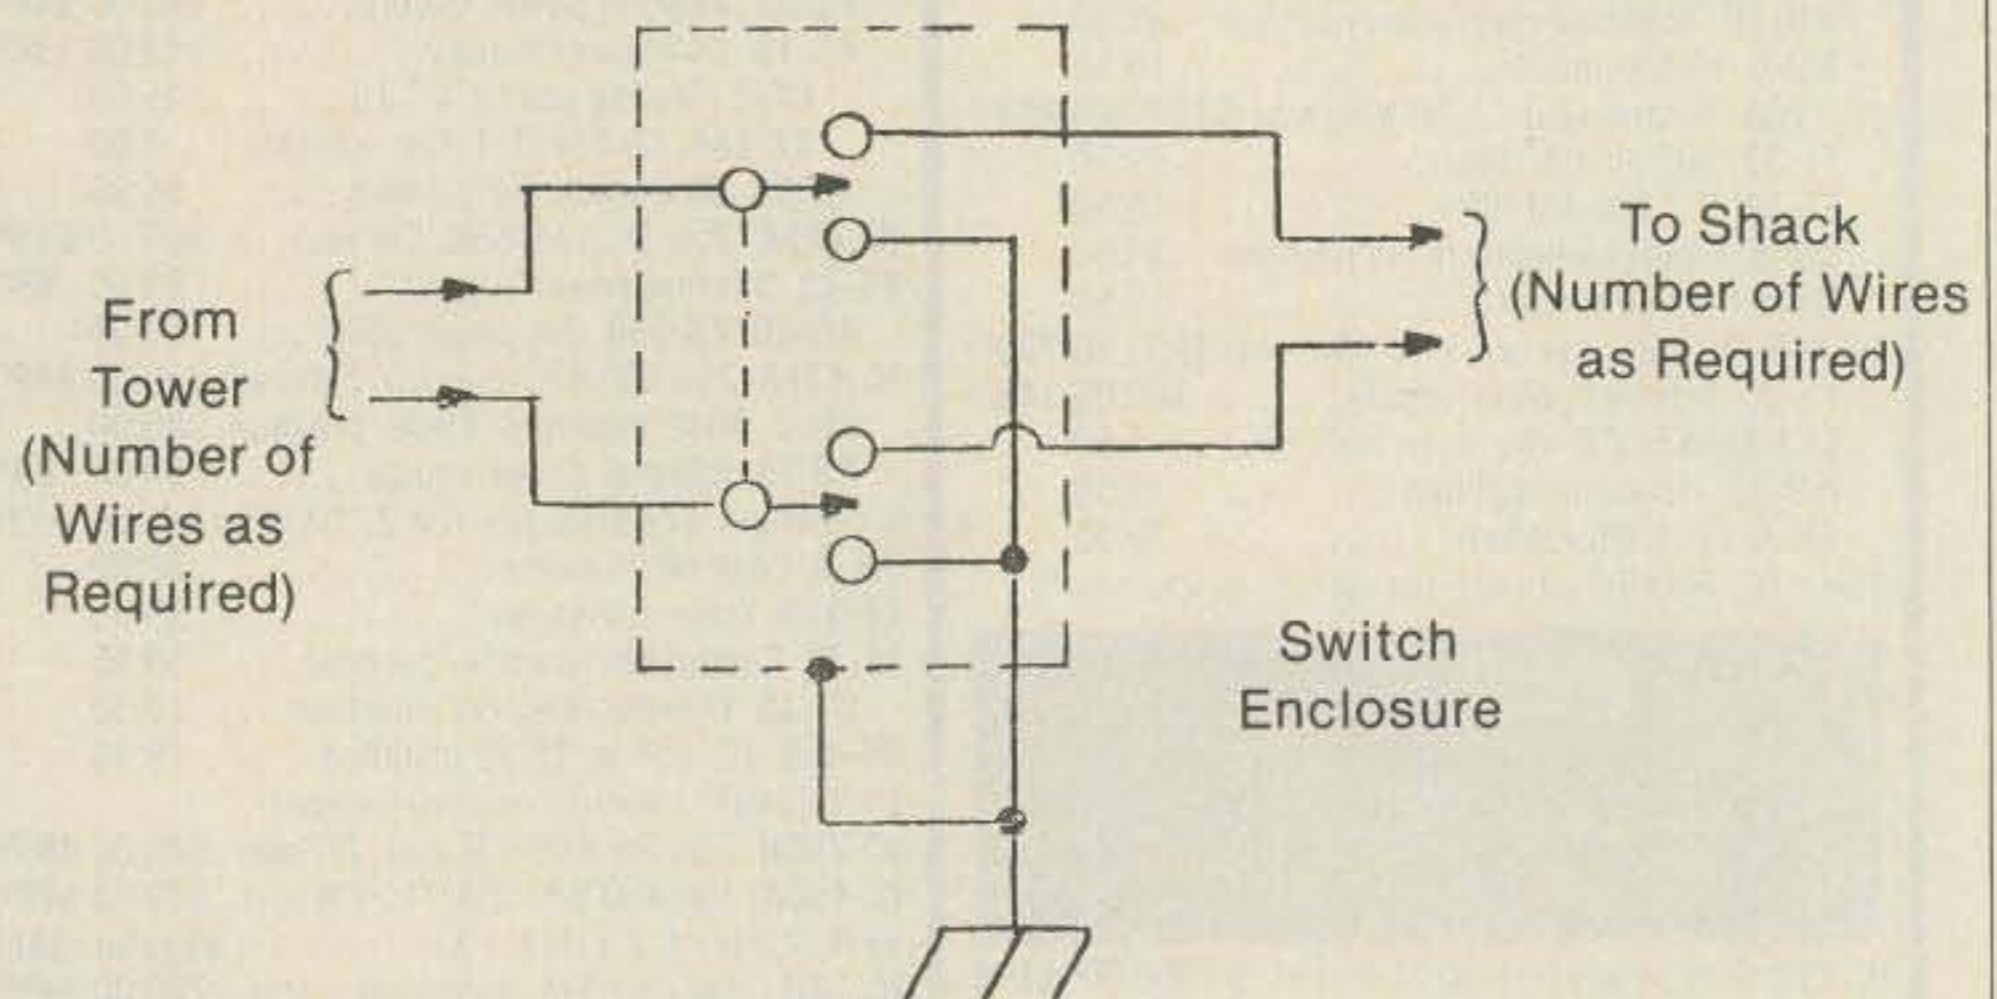 From
Tower
(Number of
Wires as
Required)
To Shack
(Number of Wires
as Required)
Switch
Enclosure